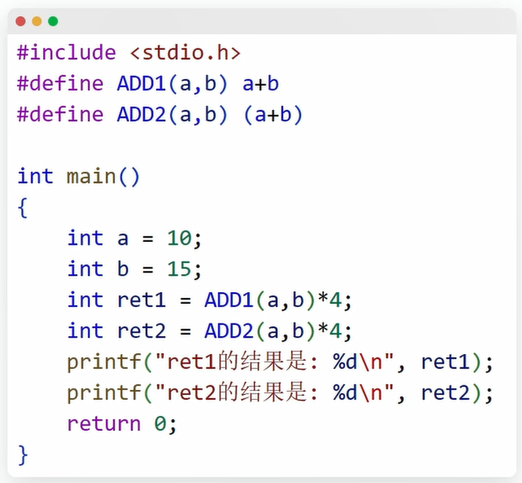 #include <stdio.h>
#define ADD1(a,b) a+b
#define ADD2(a,b) (a+b)

int main()
{
    int a = 10;
    int b = 15;
    int ret1 = ADD1(a,b)*4;
    int ret2 = ADD2(a,b)*4;
    printf("ret1的结果是: %d\n", ret1);
    printf("ret2的结果是: %d\n", ret2);
    return 0;
}